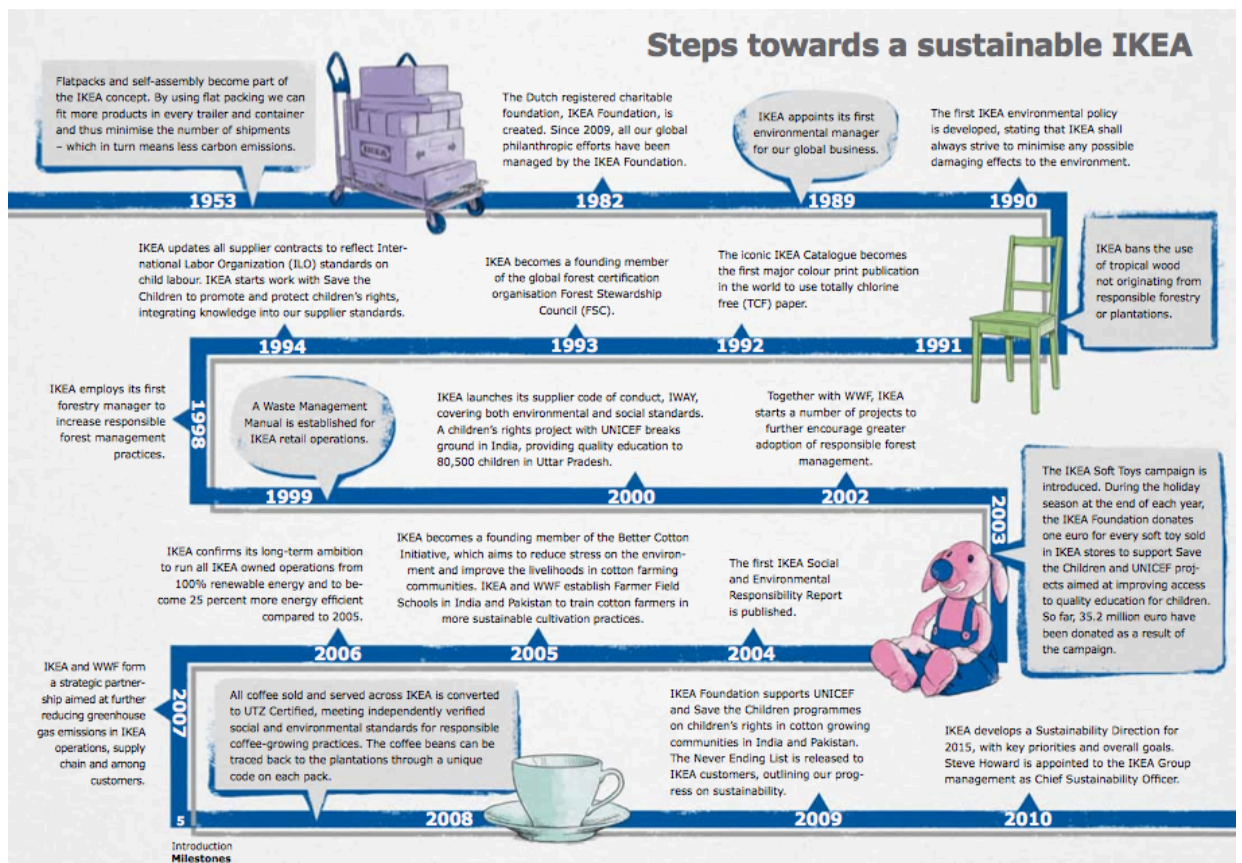 Steps towards a sustainable IKEA
Flatpacks and self-assembly become part of
the IKEA concept. By using flat packing we can
fit more products in every trailer and container
and thus minimise the number of shipments
– which in turn means less carbon emissions.
IKEA
1953
The Dutch registered charitable
foundation, IKEA Foundation, is
created. Since 2009, all our global
philanthropic efforts have been
managed by the IKEA Foundation.
1982
IKEA appoints its first
environmental manager
for our global business.
1989
The first IKEA environmental policy
is developed, stating that IKEA shall
always strive to minimise any possible
damaging effects to the environment.
1990
IKEA bans the use
of tropical wood
not originating from
responsible forestry
or plantations.
1991
The iconic IKEA Catalogue becomes
the first major colour print publication
in the world to use totally chlorine
free (TCF) paper.
1992
IKEA becomes a founding member
of the global forest certification
organisation Forest Stewardship
Council (FSC).
1993
IKEA updates all supplier contracts to reflect Inter-
national Labor Organization (ILO) standards on
child labour. IKEA starts work with Save the
Children to promote and protect children's rights,
integrating knowledge into our supplier standards.
1994
IKEA employs its first
forestry manager to
increase responsible
forest management
practices.
1998
A Waste Management
Manual is established for
IKEA retail operations.
1999
IKEA launches its supplier code of conduct, IWAY,
covering both environmental and social standards.
A children's rights project with UNICEF breaks
ground in India, providing quality education to
80,500 children in Uttar Pradesh.
2000
Together with WWF, IKEA
starts a number of projects to
further encourage greater
adoption of responsible forest
management.
2002
The IKEA Soft Toys campaign is
introduced. During the holiday
season at the end of each year,
the IKEA Foundation donates
one euro for every soft toy sold
in IKEA stores to support Save
the Children and UNICEF proj-
ects aimed at improving access
to quality education for children.
So far, 35.2 million euro have
been donated as a result of
the campaign.
2003
The first IKEA Social
and Environmental
Responsibility Report
is published.
2004
IKEA becomes a founding member of the Better Cotton
Initiative, which aims to reduce stress on the environ-
ment and improve the livelihoods in cotton farming
communities. IKEA and WWF establish Farmer Field
Schools in India and Pakistan to train cotton farmers in
more sustainable cultivation practices.
2005
IKEA confirms its long-term ambition
to run all IKEA owned operations from
100% renewable energy and to be-
come 25 percent more energy efficient
compared to 2005.
2006
IKEA and WWF form
a strategic partner-
ship aimed at further
reducing greenhouse
gas emissions in IKEA
operations, supply
chain and among
customers.
2007
All coffee sold and served across IKEA is converted
to UTZ Certified, meeting independently verified
social and environmental standards for responsible
coffee-growing practices. The coffee beans can be
traced back to the plantations through a unique
code on each pack.
2008
IKEA Foundation supports UNICEF
and Save the Children programmes
on children's rights in cotton growing
communities in India and Pakistan.
The Never Ending List is released to
IKEA customers, outlining our prog-
ress on sustainability.
2009
IKEA develops a Sustainability Direction for
2015, with key priorities and overall goals.
Steve Howard is appointed to the IKEA Group
management as Chief Sustainability Officer.
2010
5
Introduction
Milestones